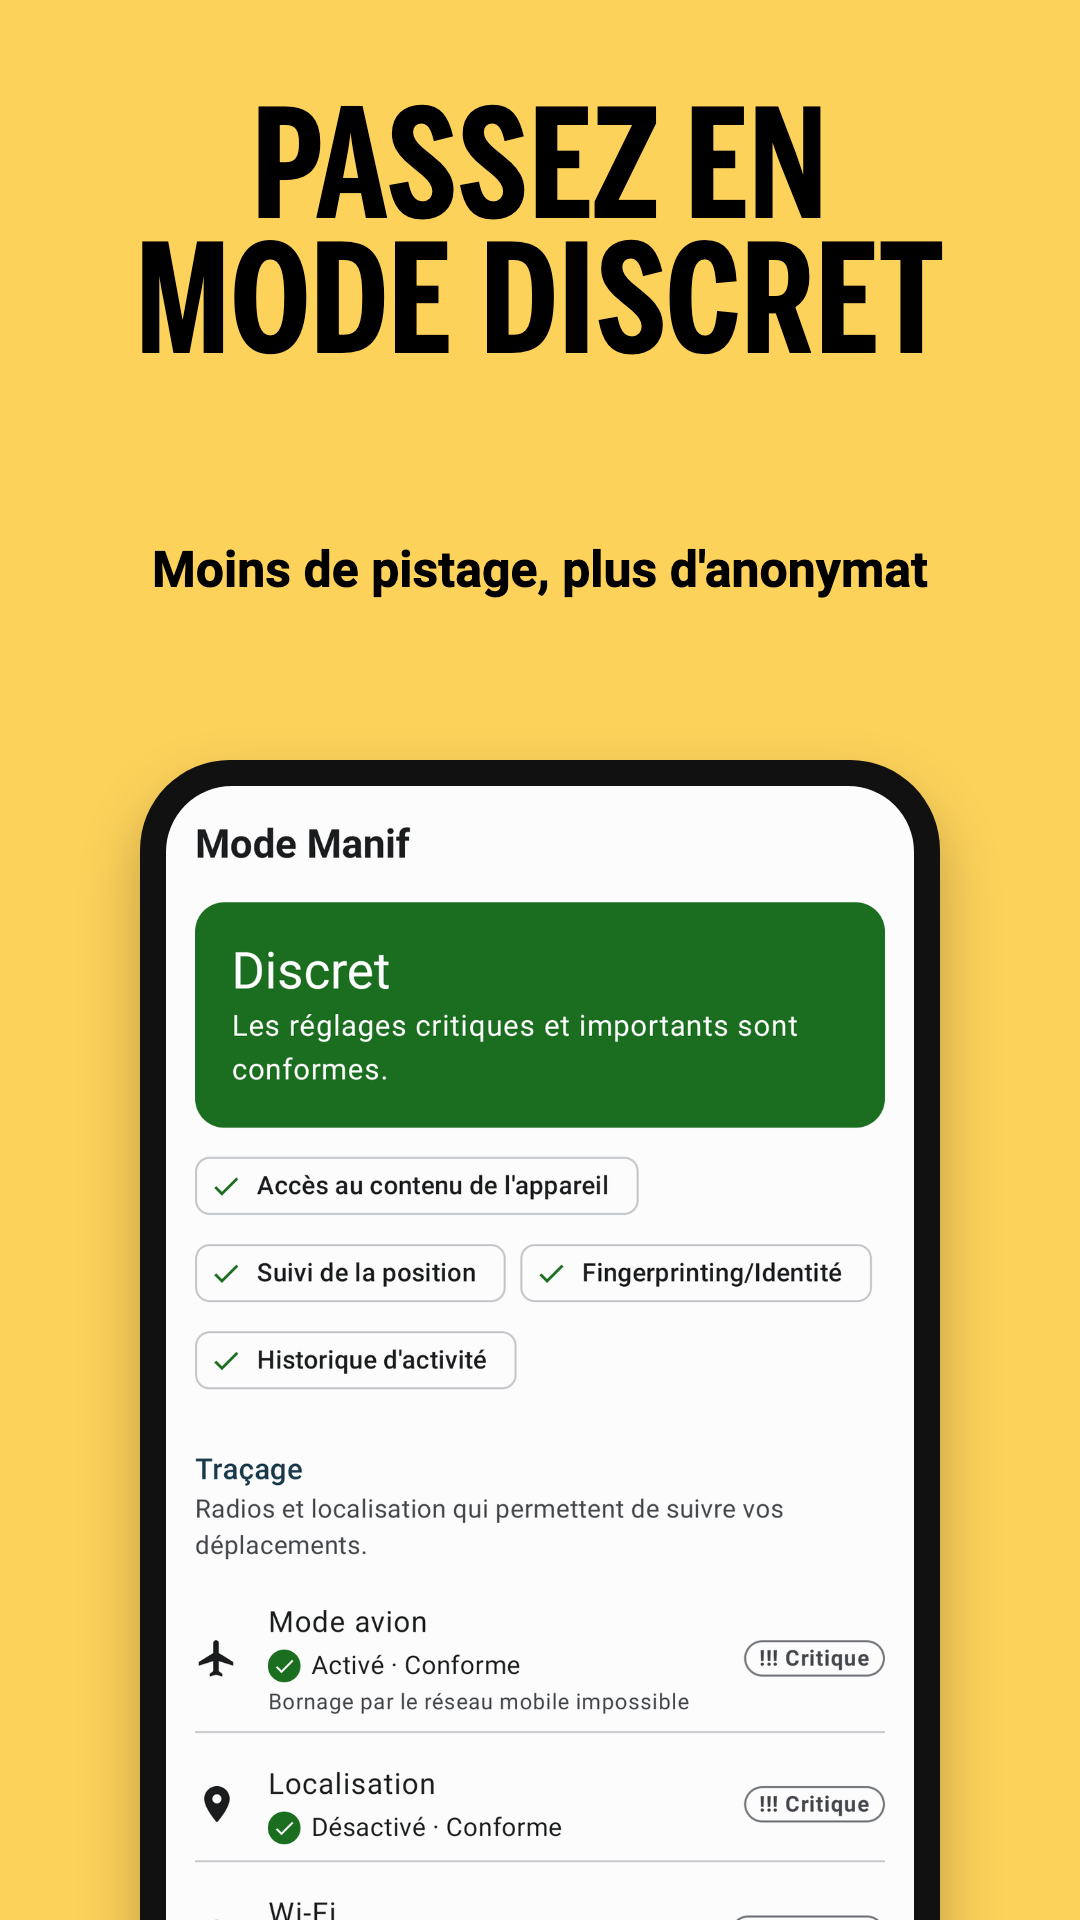 PASSEZ EN
MODE DISCRET
Moins de pistage, plus d'anonymat
Mode Manif
Discret
Les réglages critiques et importants sont
conformes.
Accès au contenu de l'appareil
Suivi de la position
Fingerprinting/Identité
Historique d'activité
Traçage
Radios et localisation qui permettent de suivre vos
déplacements.
Mode avion
Activé · Conforme
!!! Critique
Bornage par le réseau mobile impossible
Localisation
!!! Critique
Désactivé · Conforme
Wi-Fi